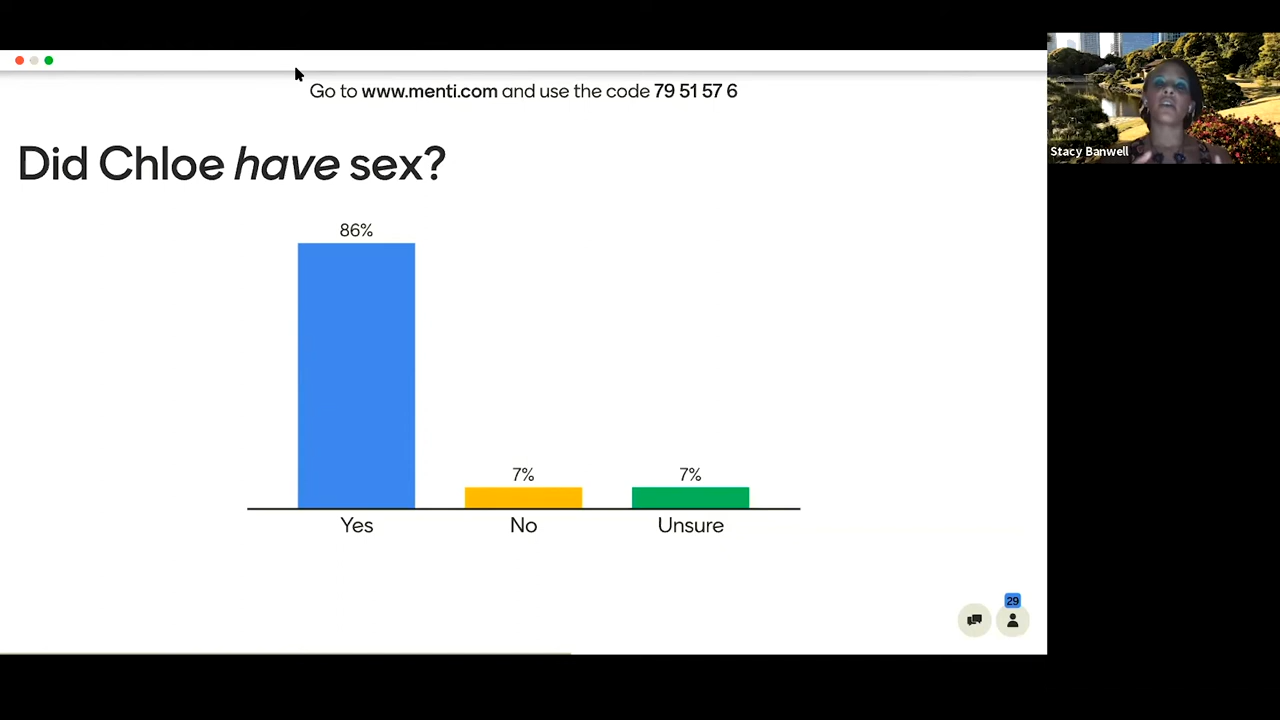 Go to www.menti.com and use the code 79 51 57 6
Stacy Banwell
Did Chloe have sex?
86%
7%
7%
Yes
No
Unsure
29